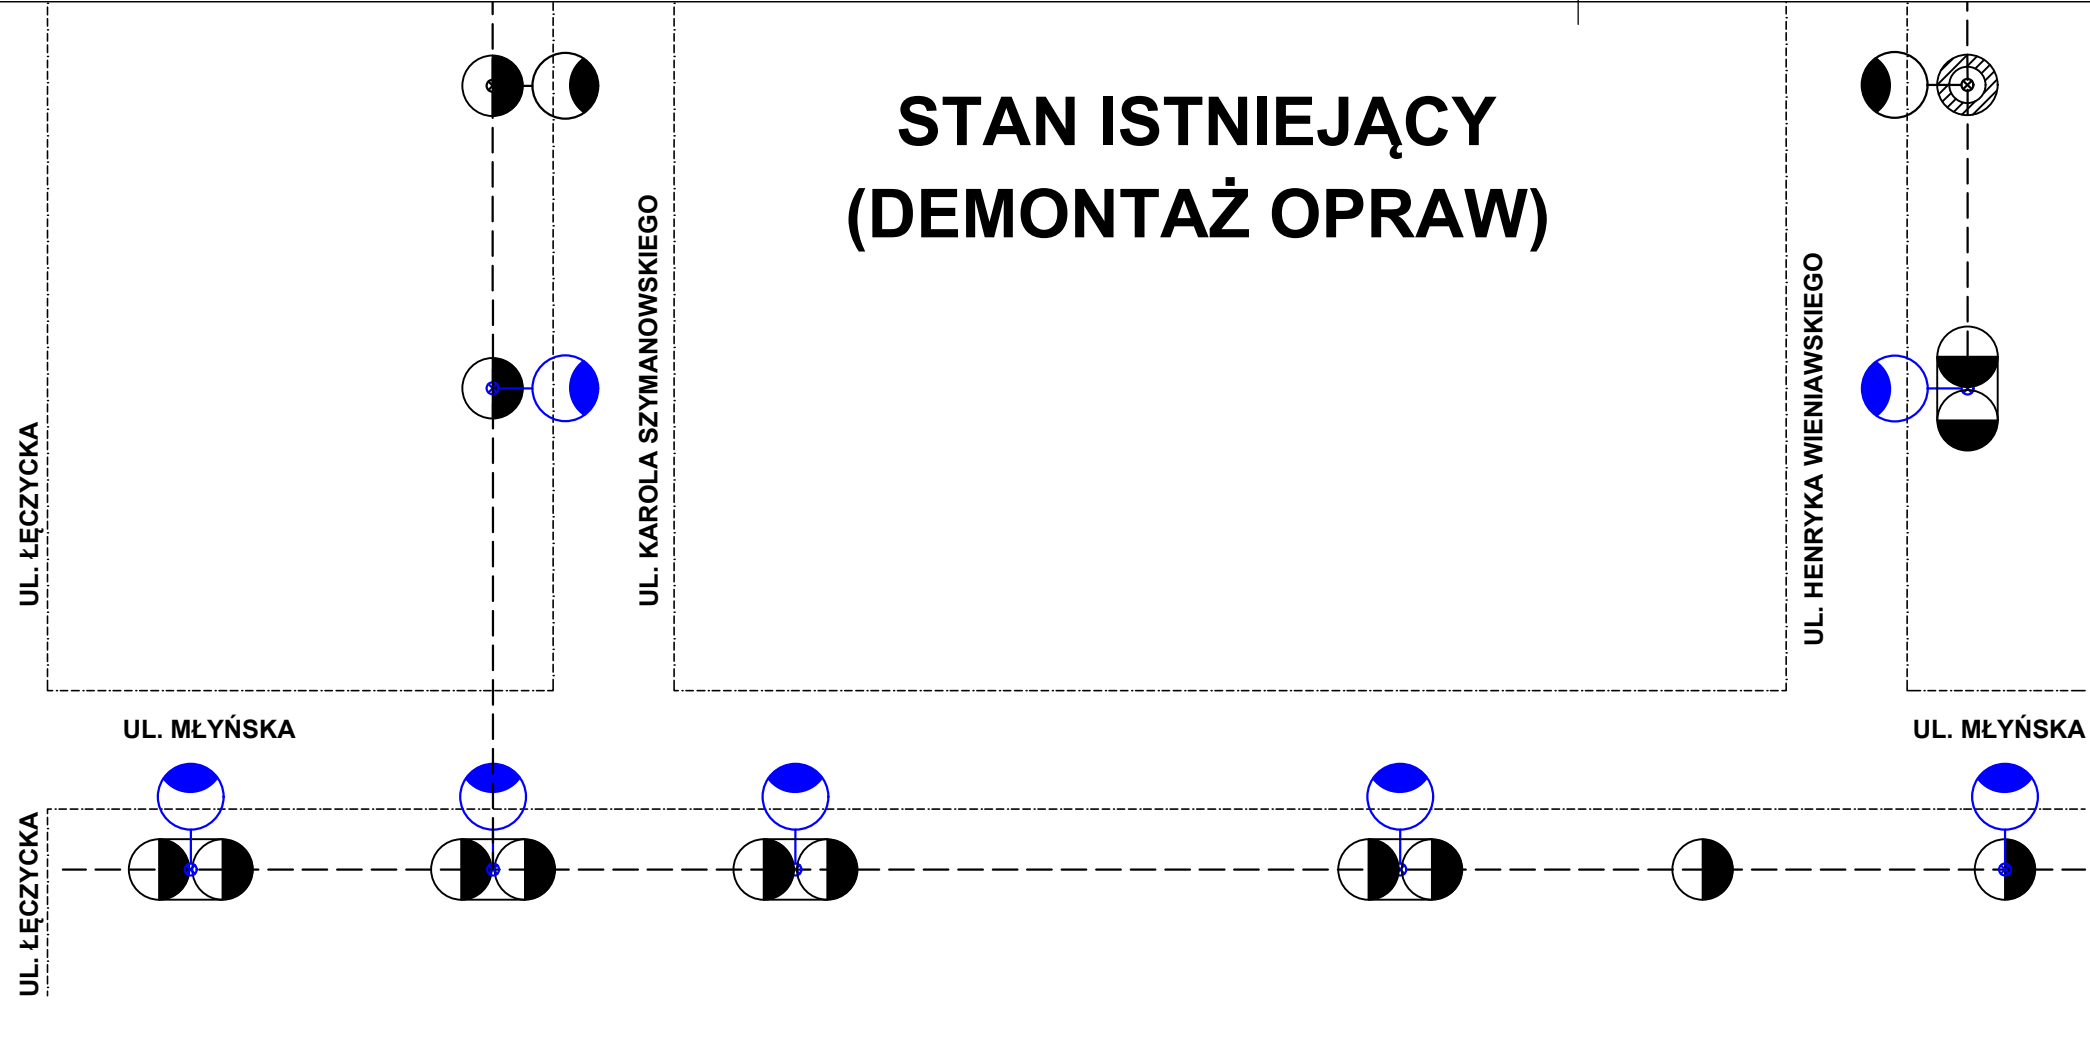 STAN ISTNIEJĄCY
(DEMONTAŻ OPRAW)
UL. ŁĘCZYCKA
UL. KAROLA SZYMANOWSKIEGO
UL. HENRYKA WIENIAWSKIEGO
UL. MŁYŃSKA
UL. MŁYŃSKA
UL. ŁĘCZYCKA